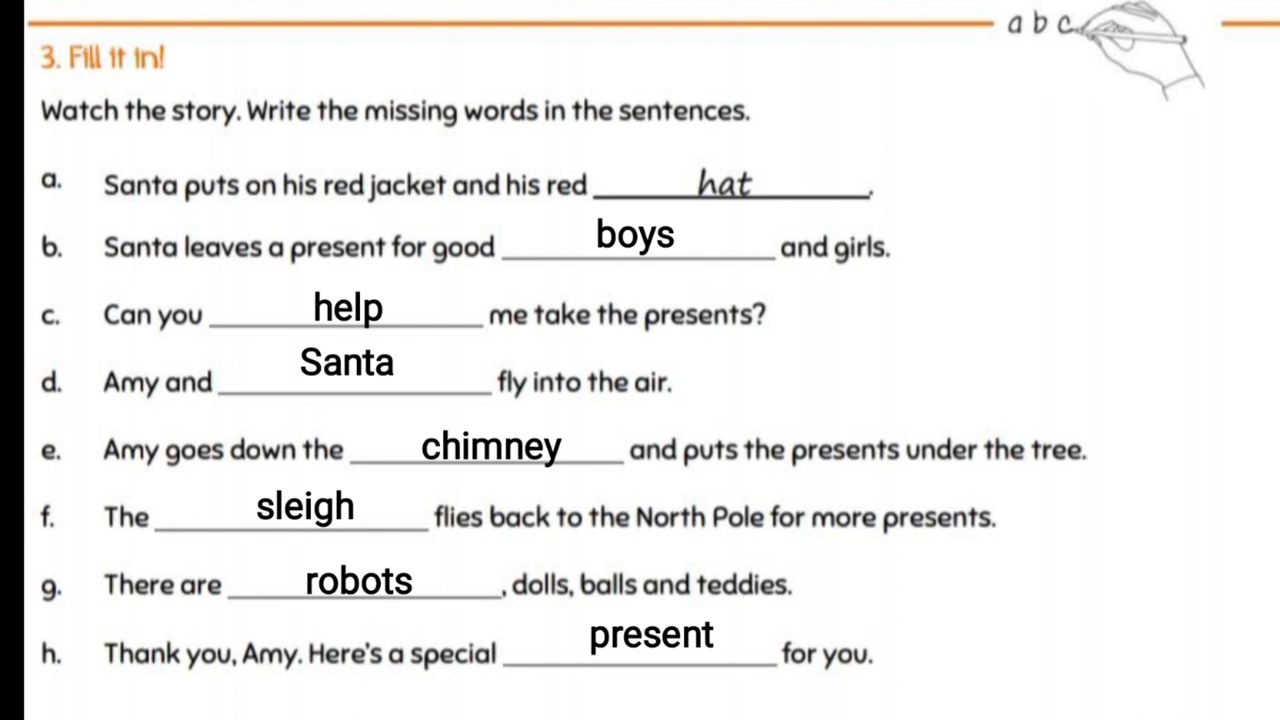 a b c
3. Fill it in!
Watch the story. Write the missing words in the sentences.
a. Santa puts on his red jacket and his red hat.
b. Santa leaves a present for good boys and girls.
c. Can you help me take the presents?
d. Amy and Santa fly into the air.
e. Amy goes down the chimney and puts the presents under the tree.
f. The sleigh flies back to the North Pole for more presents.
g. There are robots, dolls, balls and teddies.
h. Thank you, Amy. Here's a special present for you.